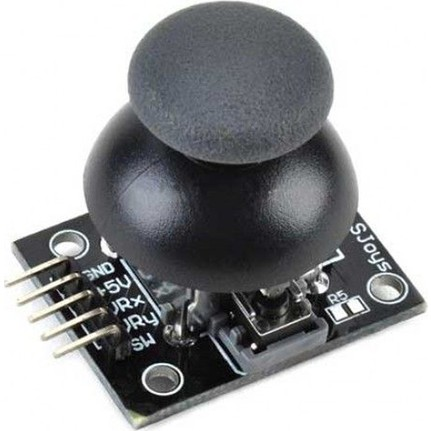 GND
+5V
VRx
VRy
SW
SJoys
R5